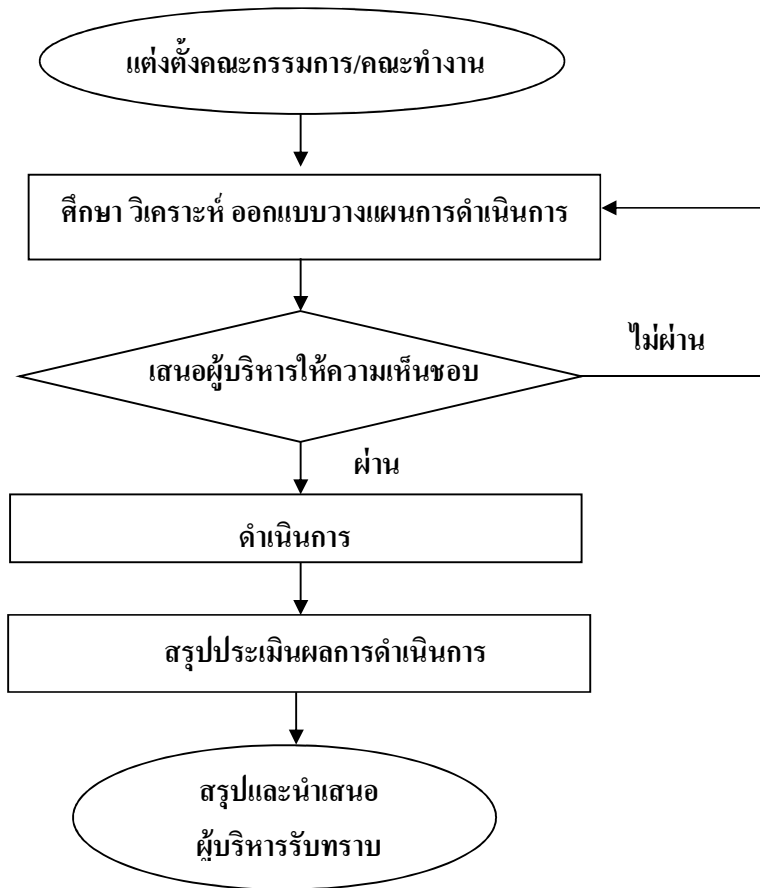 แต่งตั้งคณะกรรมการ/คณะทำงาน
ศึกษา วิเคราะห์ ออกแบบวางแผนการดำเนินการ
เสนอผู้บริหารให้ความเห็นชอบ
ไม่ผ่าน
ผ่าน
ดำเนินการ
สรุปประเมินผลการดำเนินการ
สรุปและนำเสนอ
ผู้บริหารรับทราบ